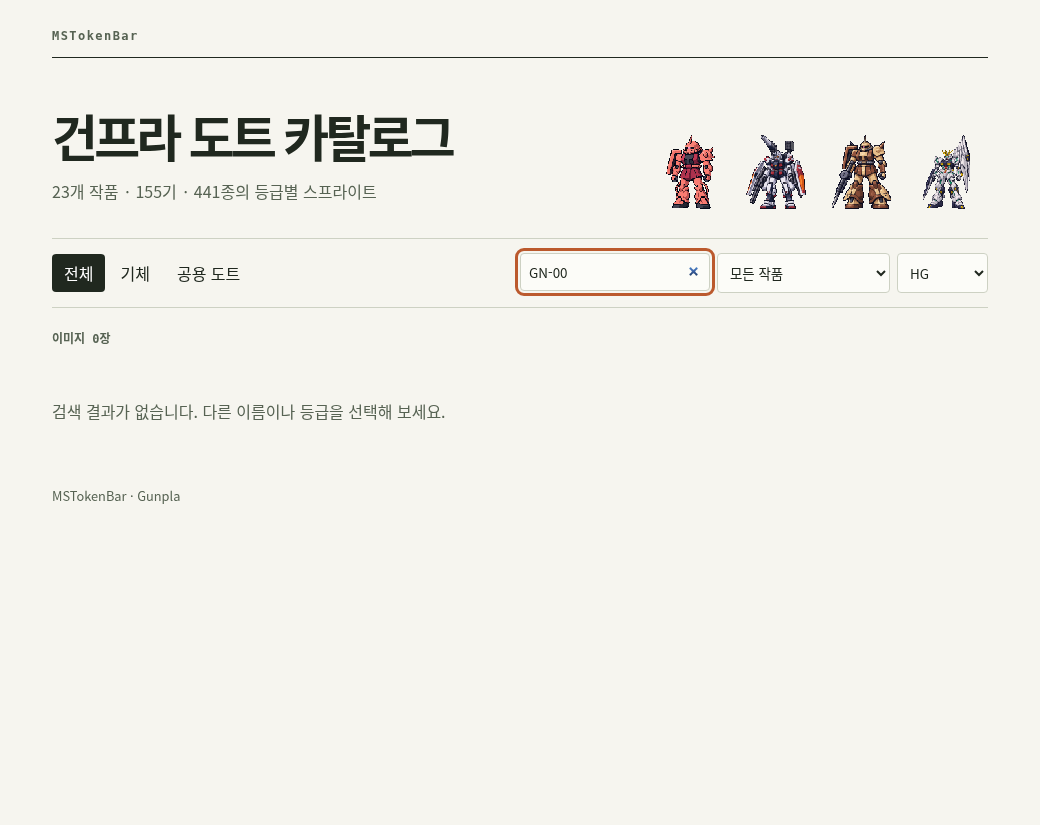 MSTokenBar
건프라 도트 카탈로그
23개 작품 · 155기 · 441종의 등급별 스프라이트
전체 기체 공용 도트 GN-00 × 모든 작품 HG
이미지 0장
검색 결과가 없습니다. 다른 이름이나 등급을 선택해 보세요.
MSTokenBar · Gunpla